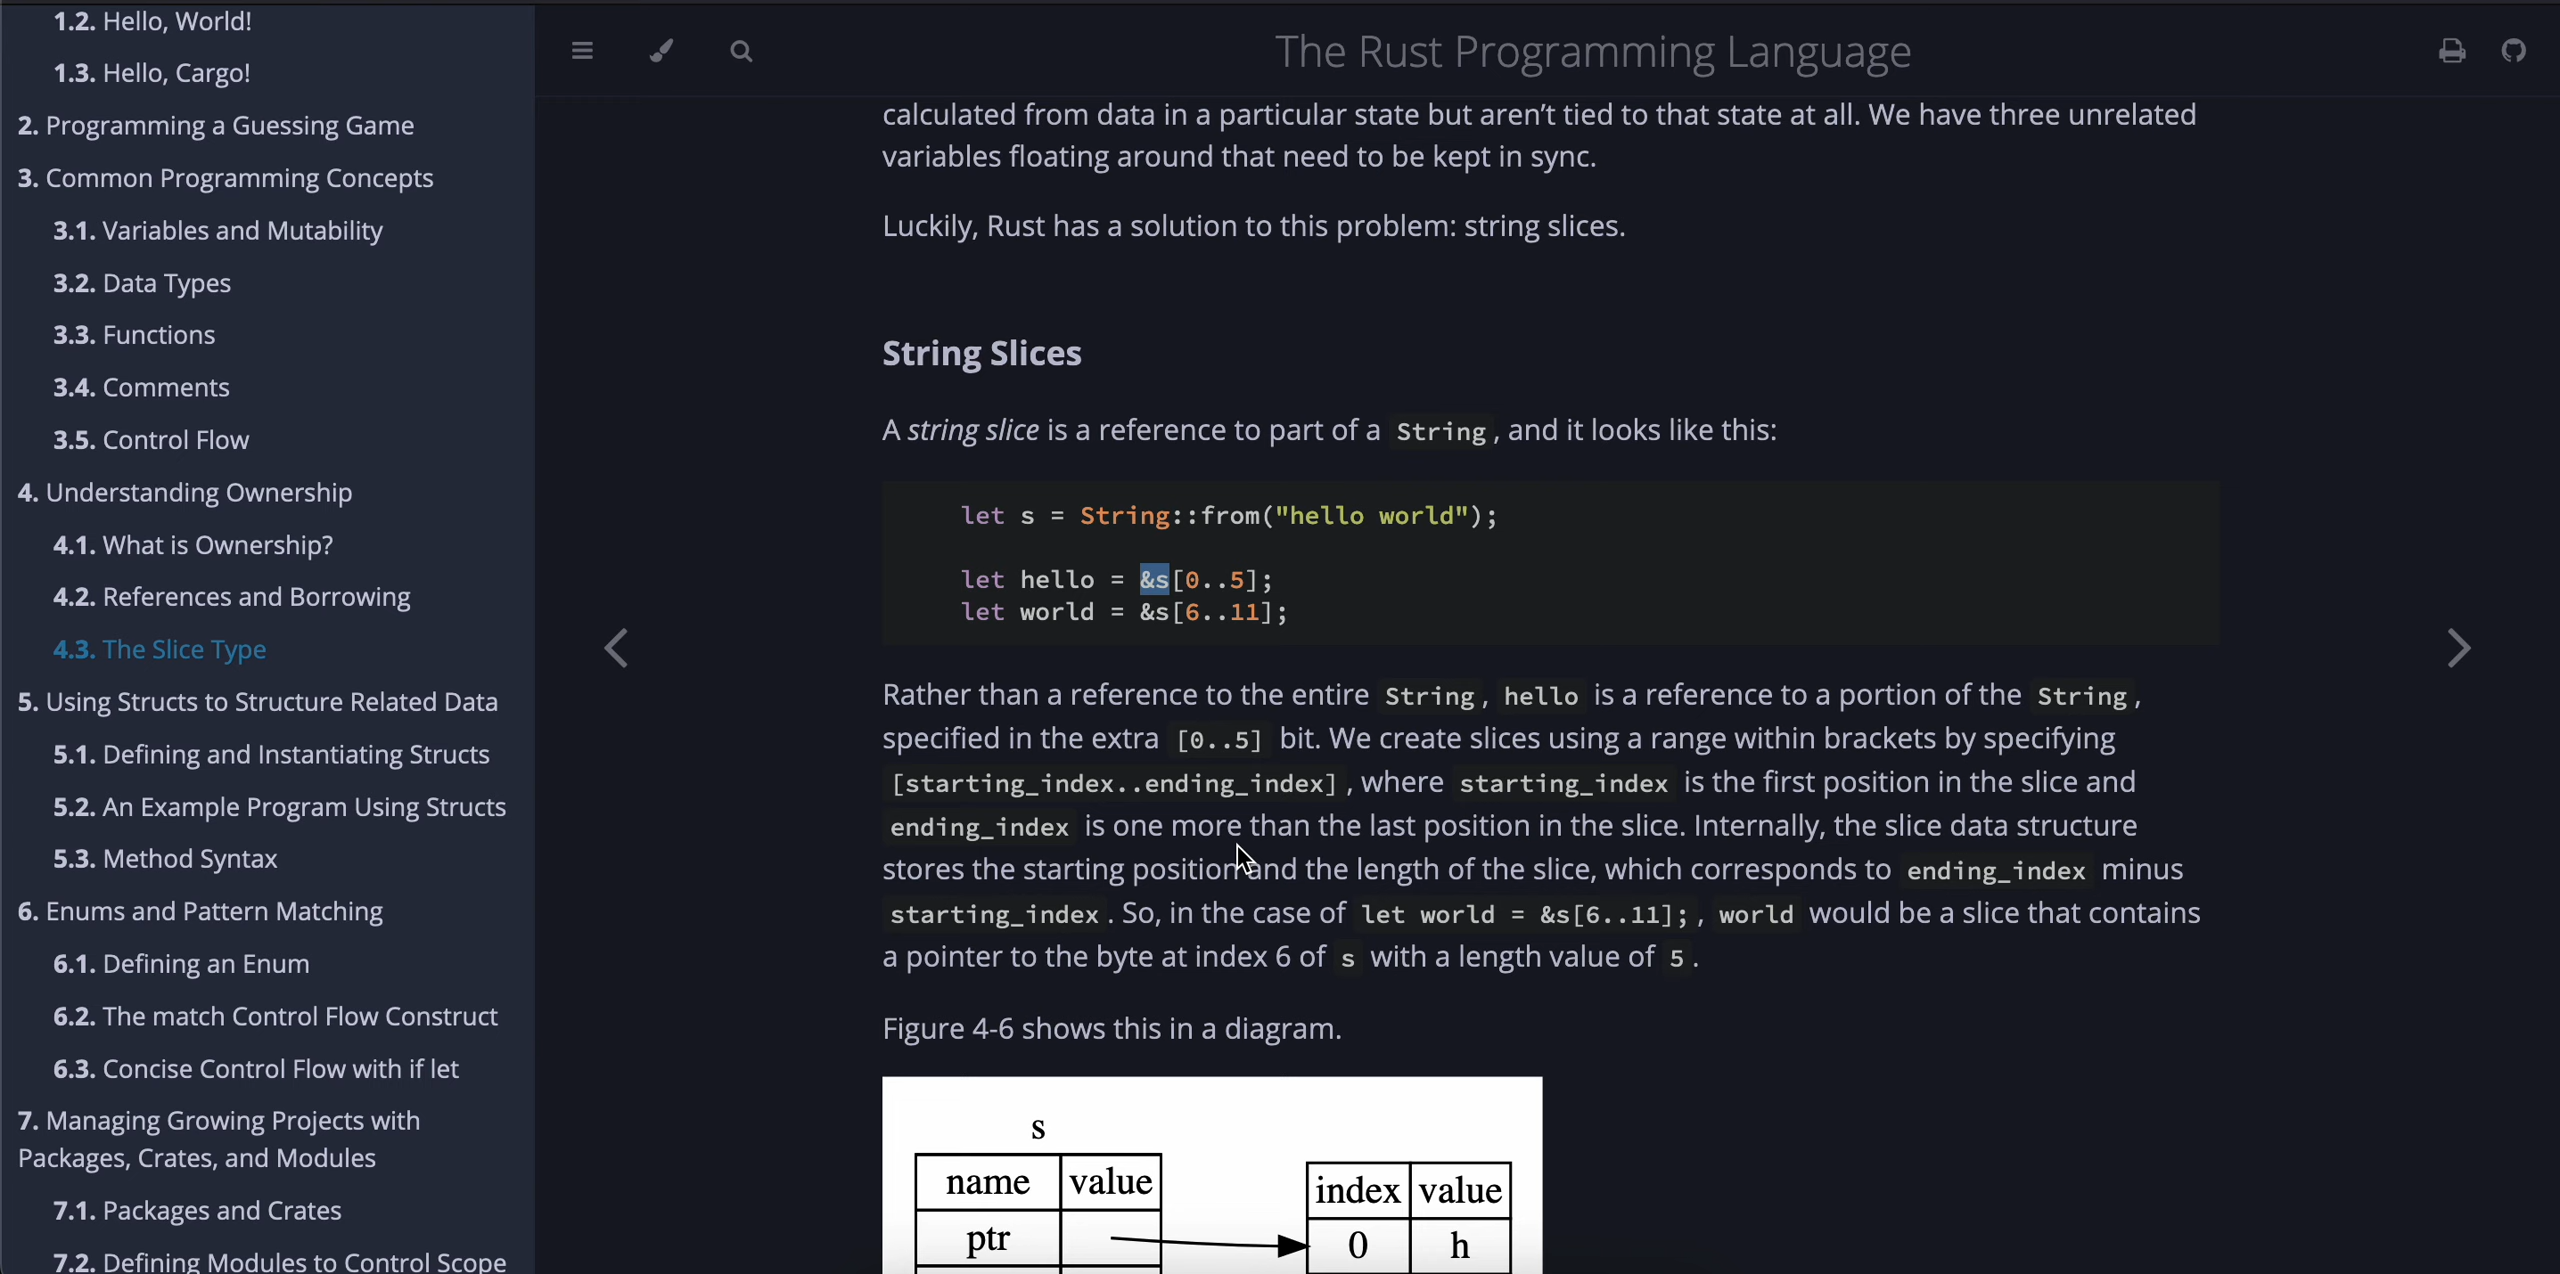 1.2. Hello, World!
1.3. Hello, Cargo!
2. Programming a Guessing Game
3. Common Programming Concepts
3.1. Variables and Mutability
3.2. Data Types
3.3. Functions
3.4. Comments
3.5. Control Flow
4. Understanding Ownership
4.1. What is Ownership?
4.2. References and Borrowing
4.3. The Slice Type
5. Using Structs to Structure Related Data
5.1. Defining and Instantiating Structs
5.2. An Example Program Using Structs
5.3. Method Syntax
6. Enums and Pattern Matching
6.1. Defining an Enum
6.2. The match Control Flow Construct
6.3. Concise Control Flow with if let
7. Managing Growing Projects with
Packages, Crates, and Modules
7.1. Packages and Crates
7.2. Defining Modules to Control Scope
The Rust Programming Language
calculated from data in a particular state but aren't tied to that state at all. We have three unrelated
variables floating around that need to be kept in sync.
Luckily, Rust has a solution to this problem: string slices.
String Slices
A string slice is a reference to part of a String, and it looks like this:
let s = String::from("hello world");
let hello = &s[0..5];
let world = &s[6..11];
Rather than a reference to the entire String, hello is a reference to a portion of the String,
specified in the extra [0..5] bit. We create slices using a range within brackets by specifying
[starting_index..ending_index], where starting_index is the first position in the slice and
ending_index is one more than the last position in the slice. Internally, the slice data structure
stores the starting position and the length of the slice, which corresponds to ending_index minus
starting_index. So, in the case of let world = &s[6..11];, world would be a slice that contains
a pointer to the byte at index 6 of s with a length value of 5.
Figure 4-6 shows this in a diagram.
s
name value
index value
ptr
0 h